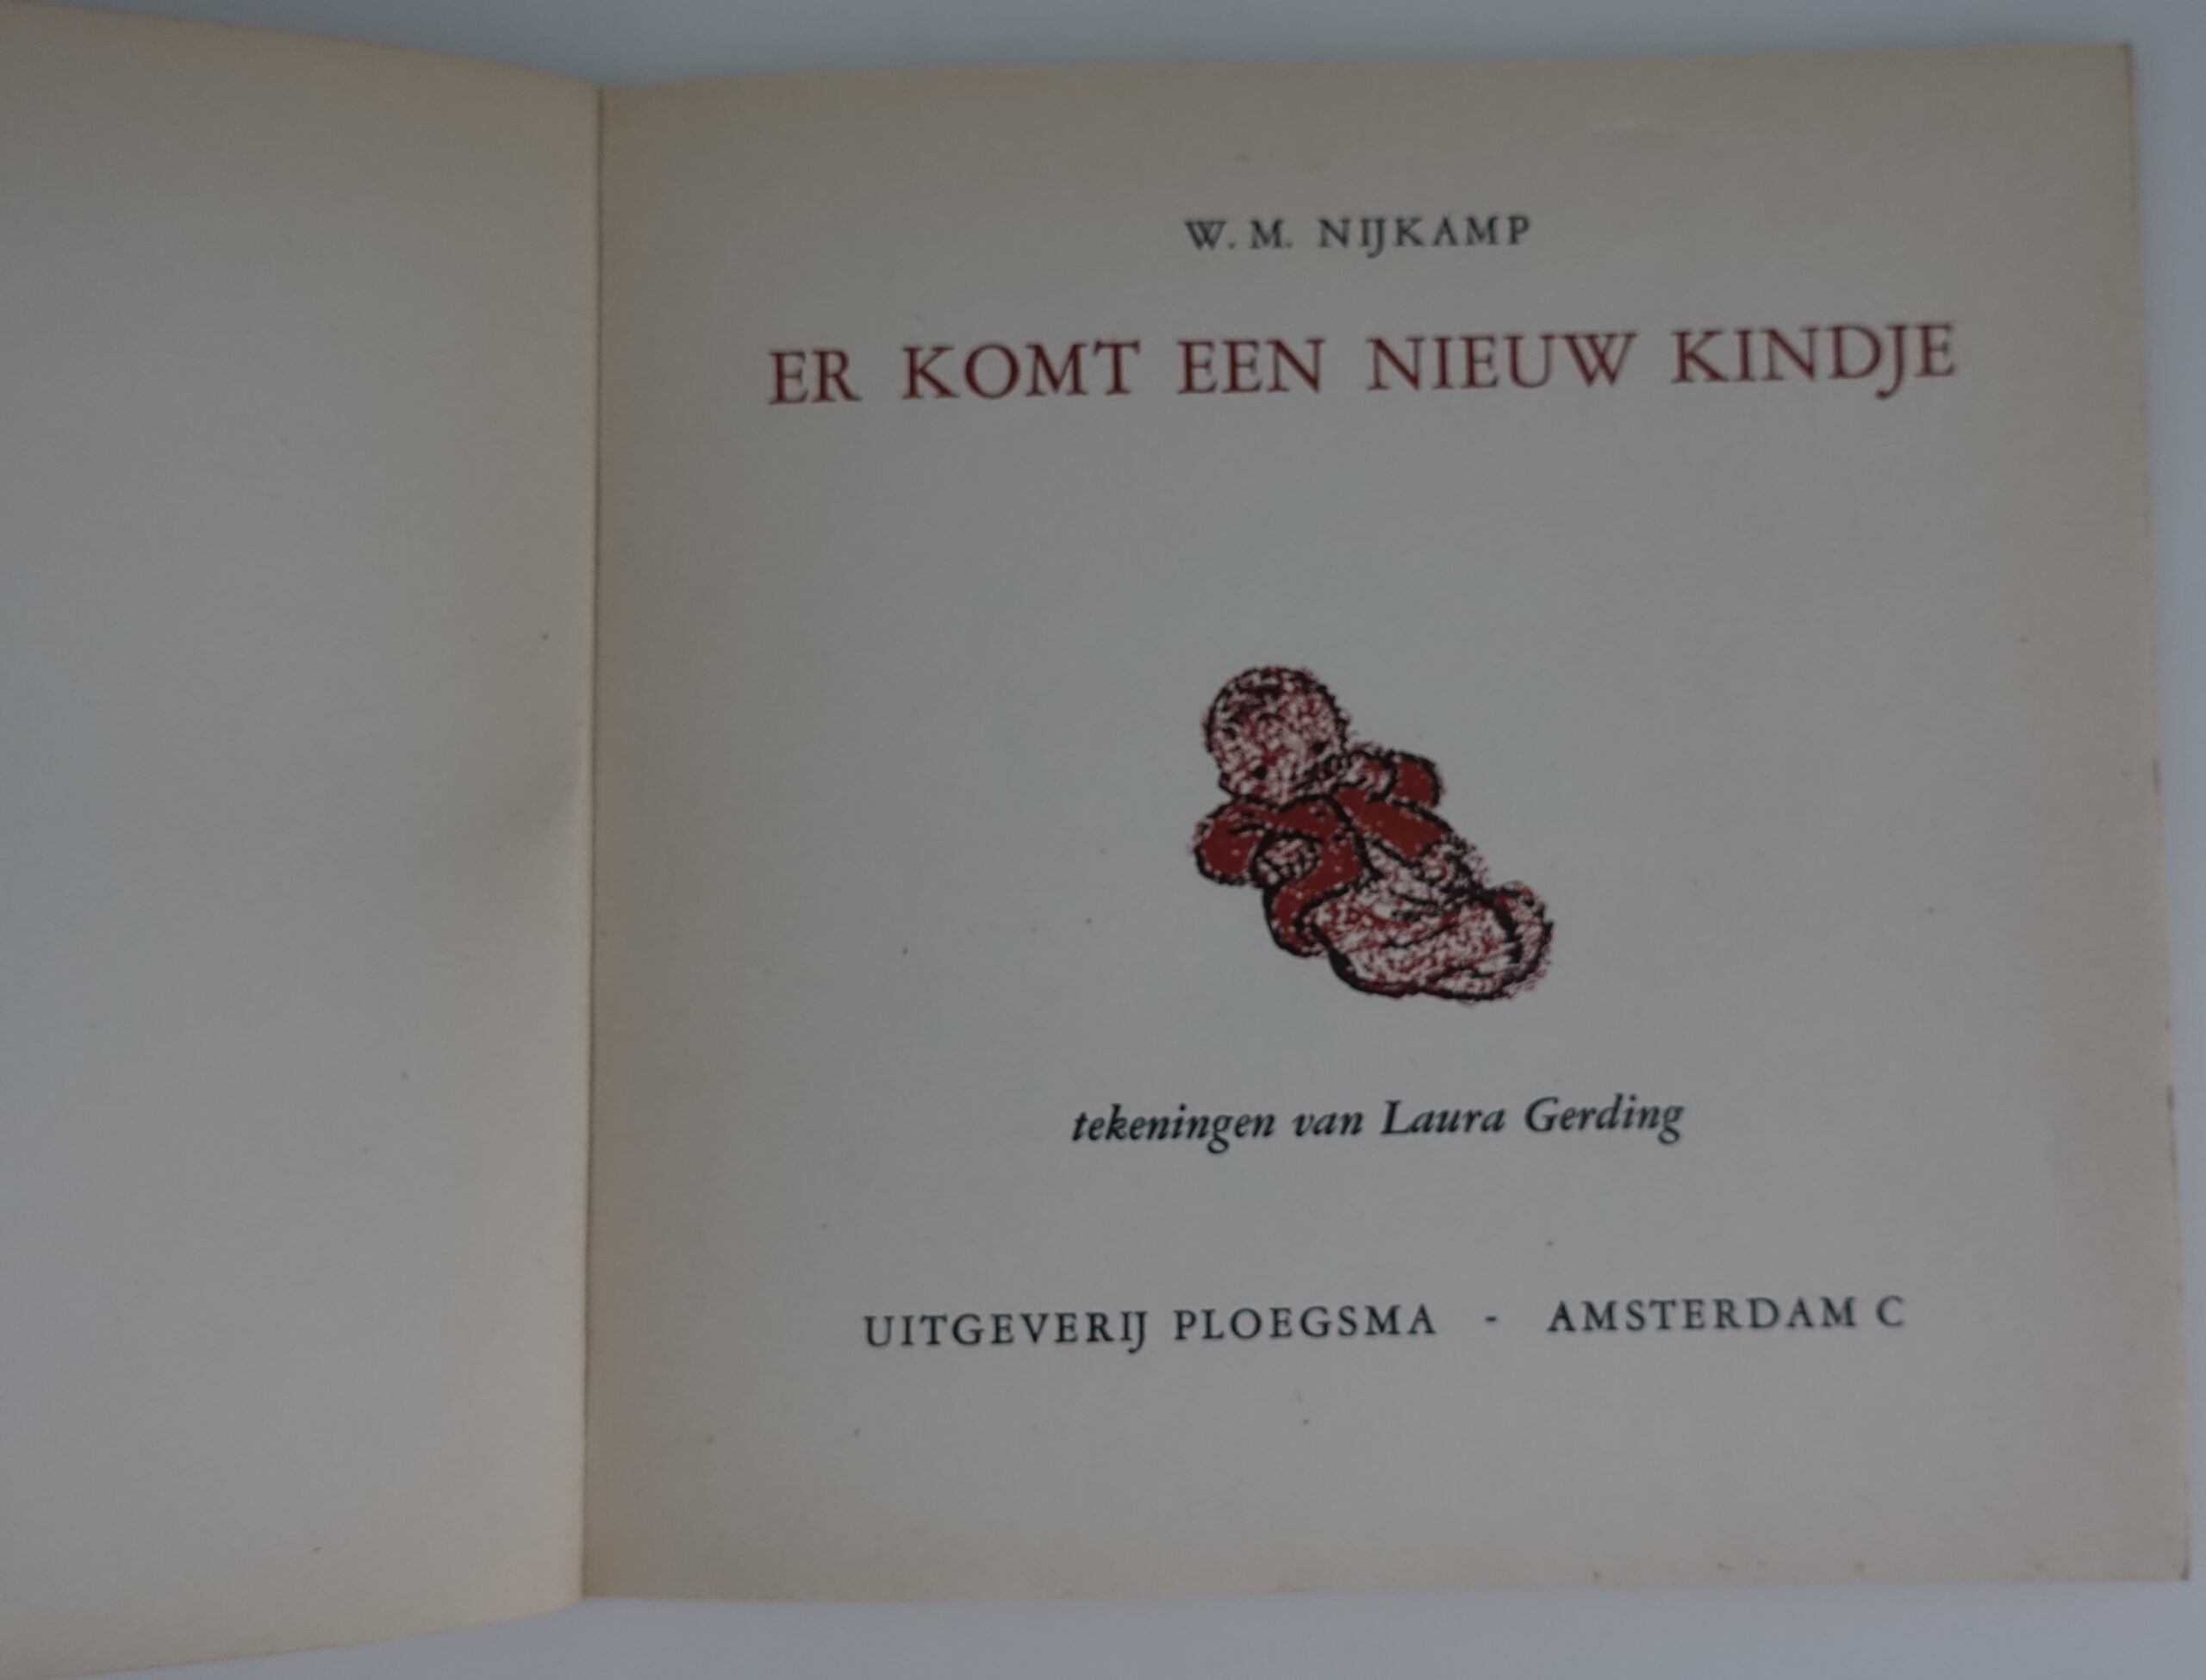 W. M. NIJKAMP
ER KOMT EEN NIEUW KINDJE
tekeningen van Laura Gerding
UITGEVERIJ PLOEGSMA - AMSTERDAM C